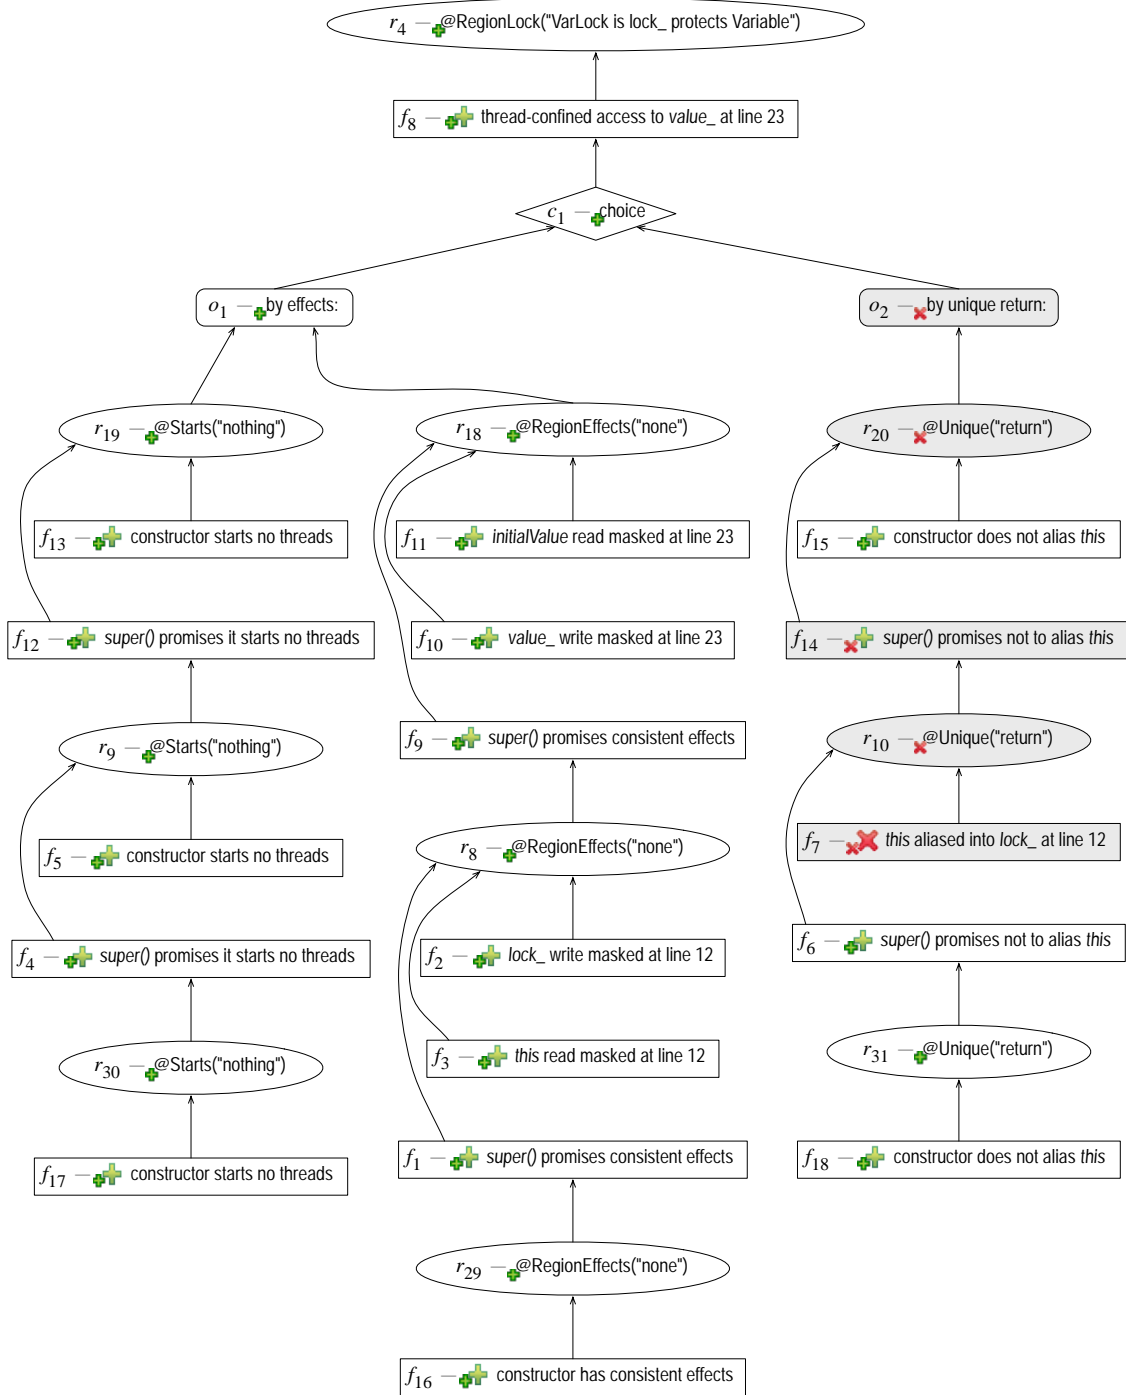 r4 — @RegionLock("VarLock is lock_ protects Variable")
f8 — thread-confined access to value_ at line 23
c1 — choice
o1 — by effects:
o2 — by unique return:
r19 — @Starts("nothing")
r18 — @RegionEffects("none")
r20 — @Unique("return")
f13 — constructor starts no threads
f11 — initialValue read masked at line 23
f15 — constructor does not alias this
f12 — super() promises it starts no threads
f10 — value_ write masked at line 23
f14 — super() promises not to alias this
r9 — @Starts("nothing")
f9 — super() promises consistent effects
r10 — @Unique("return")
f5 — constructor starts no threads
r8 — @RegionEffects("none")
f7 — this aliased into lock_ at line 12
f4 — super() promises it starts no threads
f2 — lock_ write masked at line 12
f6 — super() promises not to alias this
r30 — @Starts("nothing")
f3 — this read masked at line 12
r31 — @Unique("return")
f17 — constructor starts no threads
f1 — super() promises consistent effects
f18 — constructor does not alias this
r29 — @RegionEffects("none")
f16 — constructor has consistent effects